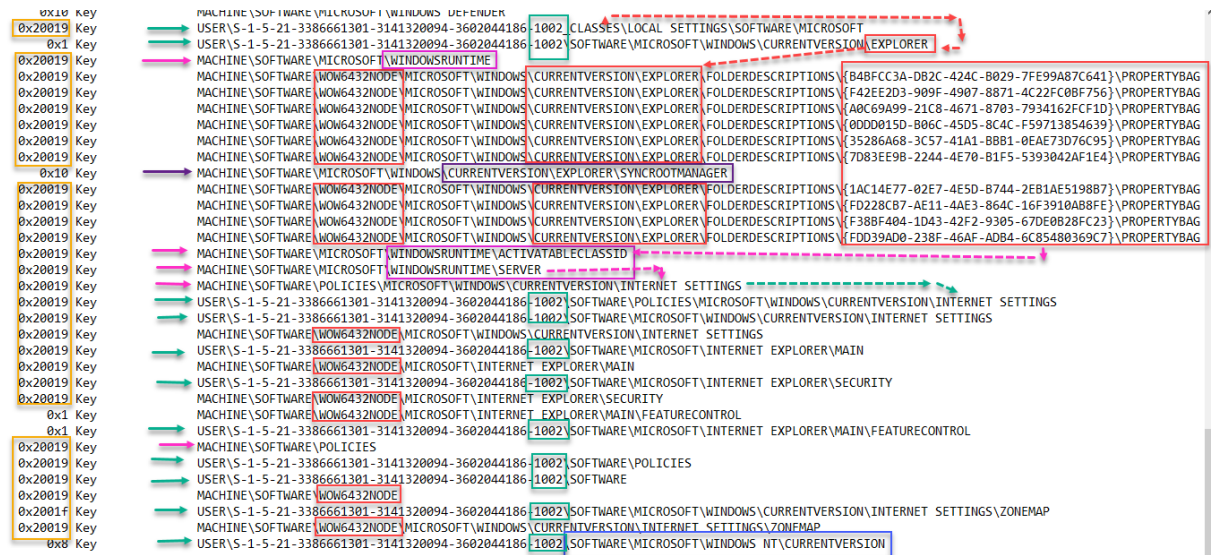 0x10 Key MACHINE\SOFTWARE\MICROSOFT\WINDOWS DEFENDER
0x20019 Key USER\S-1-5-21-3386661301-3141320094-3602044186-1002_CLASSES\LOCAL SETTINGS\SOFTWARE\MICROSOFT
0x1 Key USER\S-1-5-21-3386661301-3141320094-3602044186-1002\SOFTWARE\MICROSOFT\WINDOWS\CURRENTVERSION\EXPLORER
0x20019 Key MACHINE\SOFTWARE\MICROSOFT\WINDOWSRUNTIME
0x20019 Key MACHINE\SOFTWARE\WOW6432NODE\MICROSOFT\WINDOWS\CURRENTVERSION\EXPLORER\FOLDERDESCRIPTIONS\{B4BFCC3A-DB2C-424C-B029-7FE99A87C641}\PROPERTYBAG
0x20019 Key MACHINE\SOFTWARE\WOW6432NODE\MICROSOFT\WINDOWS\CURRENTVERSION\EXPLORER\FOLDERDESCRIPTIONS\{F42EE2D3-909F-4907-8871-4C22FC0BF756}\PROPERTYBAG
0x20019 Key MACHINE\SOFTWARE\WOW6432NODE\MICROSOFT\WINDOWS\CURRENTVERSION\EXPLORER\FOLDERDESCRIPTIONS\{A0C69A99-21C8-4671-8703-7934162FCF1D}\PROPERTYBAG
0x20019 Key MACHINE\SOFTWARE\WOW6432NODE\MICROSOFT\WINDOWS\CURRENTVERSION\EXPLORER\FOLDERDESCRIPTIONS\{0DDD015D-B06C-45D5-8C4C-F59713854639}\PROPERTYBAG
0x20019 Key MACHINE\SOFTWARE\WOW6432NODE\MICROSOFT\WINDOWS\CURRENTVERSION\EXPLORER\FOLDERDESCRIPTIONS\{35286A68-3C57-41A1-BBB1-0EAE73D76C95}\PROPERTYBAG
0x20019 Key MACHINE\SOFTWARE\WOW6432NODE\MICROSOFT\WINDOWS\CURRENTVERSION\EXPLORER\FOLDERDESCRIPTIONS\{7D83EE9B-2244-4E70-B1F5-5393042AF1E4}\PROPERTYBAG
0x10 Key MACHINE\SOFTWARE\MICROSOFT\WINDOWS\CURRENTVERSION\EXPLORER\SYNCROOTMANAGER
0x20019 Key MACHINE\SOFTWARE\WOW6432NODE\MICROSOFT\WINDOWS\CURRENTVERSION\EXPLORER\FOLDERDESCRIPTIONS\{1AC14E77-02E7-4E5D-B744-2EB1AE5198B7}\PROPERTYBAG
0x20019 Key MACHINE\SOFTWARE\WOW6432NODE\MICROSOFT\WINDOWS\CURRENTVERSION\EXPLORER\FOLDERDESCRIPTIONS\{FD228CB7-AE11-4AE3-864C-16F3910AB8FE}\PROPERTYBAG
0x20019 Key MACHINE\SOFTWARE\WOW6432NODE\MICROSOFT\WINDOWS\CURRENTVERSION\EXPLORER\FOLDERDESCRIPTIONS\{F38BF404-1D43-42F2-9305-67DE0B28FC23}\PROPERTYBAG
0x20019 Key MACHINE\SOFTWARE\WOW6432NODE\MICROSOFT\WINDOWS\CURRENTVERSION\EXPLORER\FOLDERDESCRIPTIONS\{FDD39AD0-238F-46AF-ADB4-6C85480369C7}\PROPERTYBAG
0x20019 Key MACHINE\SOFTWARE\MICROSOFT\WINDOWSRUNTIME\ACTIVATABLECLASSID
0x20019 Key MACHINE\SOFTWARE\MICROSOFT\WINDOWSRUNTIME\SERVER
0x20019 Key MACHINE\SOFTWARE\POLICIES\MICROSOFT\WINDOWS\CURRENTVERSION\INTERNET SETTINGS
0x20019 Key USER\S-1-5-21-3386661301-3141320094-3602044186-1002\SOFTWARE\POLICIES\MICROSOFT\WINDOWS\CURRENTVERSION\INTERNET SETTINGS
0x20019 Key USER\S-1-5-21-3386661301-3141320094-3602044186-1002\SOFTWARE\MICROSOFT\WINDOWS\CURRENTVERSION\INTERNET SETTINGS
0x20019 Key MACHINE\SOFTWARE\WOW6432NODE\MICROSOFT\WINDOWS\CURRENTVERSION\INTERNET SETTINGS
0x20019 Key USER\S-1-5-21-3386661301-3141320094-3602044186-1002\SOFTWARE\MICROSOFT\INTERNET EXPLORER\MAIN
0x20019 Key MACHINE\SOFTWARE\WOW6432NODE\MICROSOFT\INTERNET EXPLORER\MAIN
0x20019 Key USER\S-1-5-21-3386661301-3141320094-3602044186-1002\SOFTWARE\MICROSOFT\INTERNET EXPLORER\SECURITY
0x20019 Key MACHINE\SOFTWARE\WOW6432NODE\MICROSOFT\INTERNET EXPLORER\SECURITY
0x1 Key MACHINE\SOFTWARE\WOW6432NODE\MICROSOFT\INTERNET EXPLORER\MAIN\FEATURECONTROL
0x1 Key USER\S-1-5-21-3386661301-3141320094-3602044186-1002\SOFTWARE\MICROSOFT\INTERNET EXPLORER\MAIN\FEATURECONTROL
0x20019 Key MACHINE\SOFTWARE\POLICIES
0x20019 Key USER\S-1-5-21-3386661301-3141320094-3602044186-1002\SOFTWARE\POLICIES
0x20019 Key USER\S-1-5-21-3386661301-3141320094-3602044186-1002\SOFTWARE
0x20019 Key MACHINE\SOFTWARE\WOW6432NODE
0x2001f Key USER\S-1-5-21-3386661301-3141320094-3602044186-1002\SOFTWARE\MICROSOFT\WINDOWS\CURRENTVERSION\INTERNET SETTINGS\ZONEMAP
0x20019 Key MACHINE\SOFTWARE\WOW6432NODE\MICROSOFT\WINDOWS\CURRENTVERSION\INTERNET SETTINGS\ZONEMAP
0x8 Key USER\S-1-5-21-3386661301-3141320094-3602044186-1002\SOFTWARE\MICROSOFT\WINDOWS NT\CURRENTVERSION